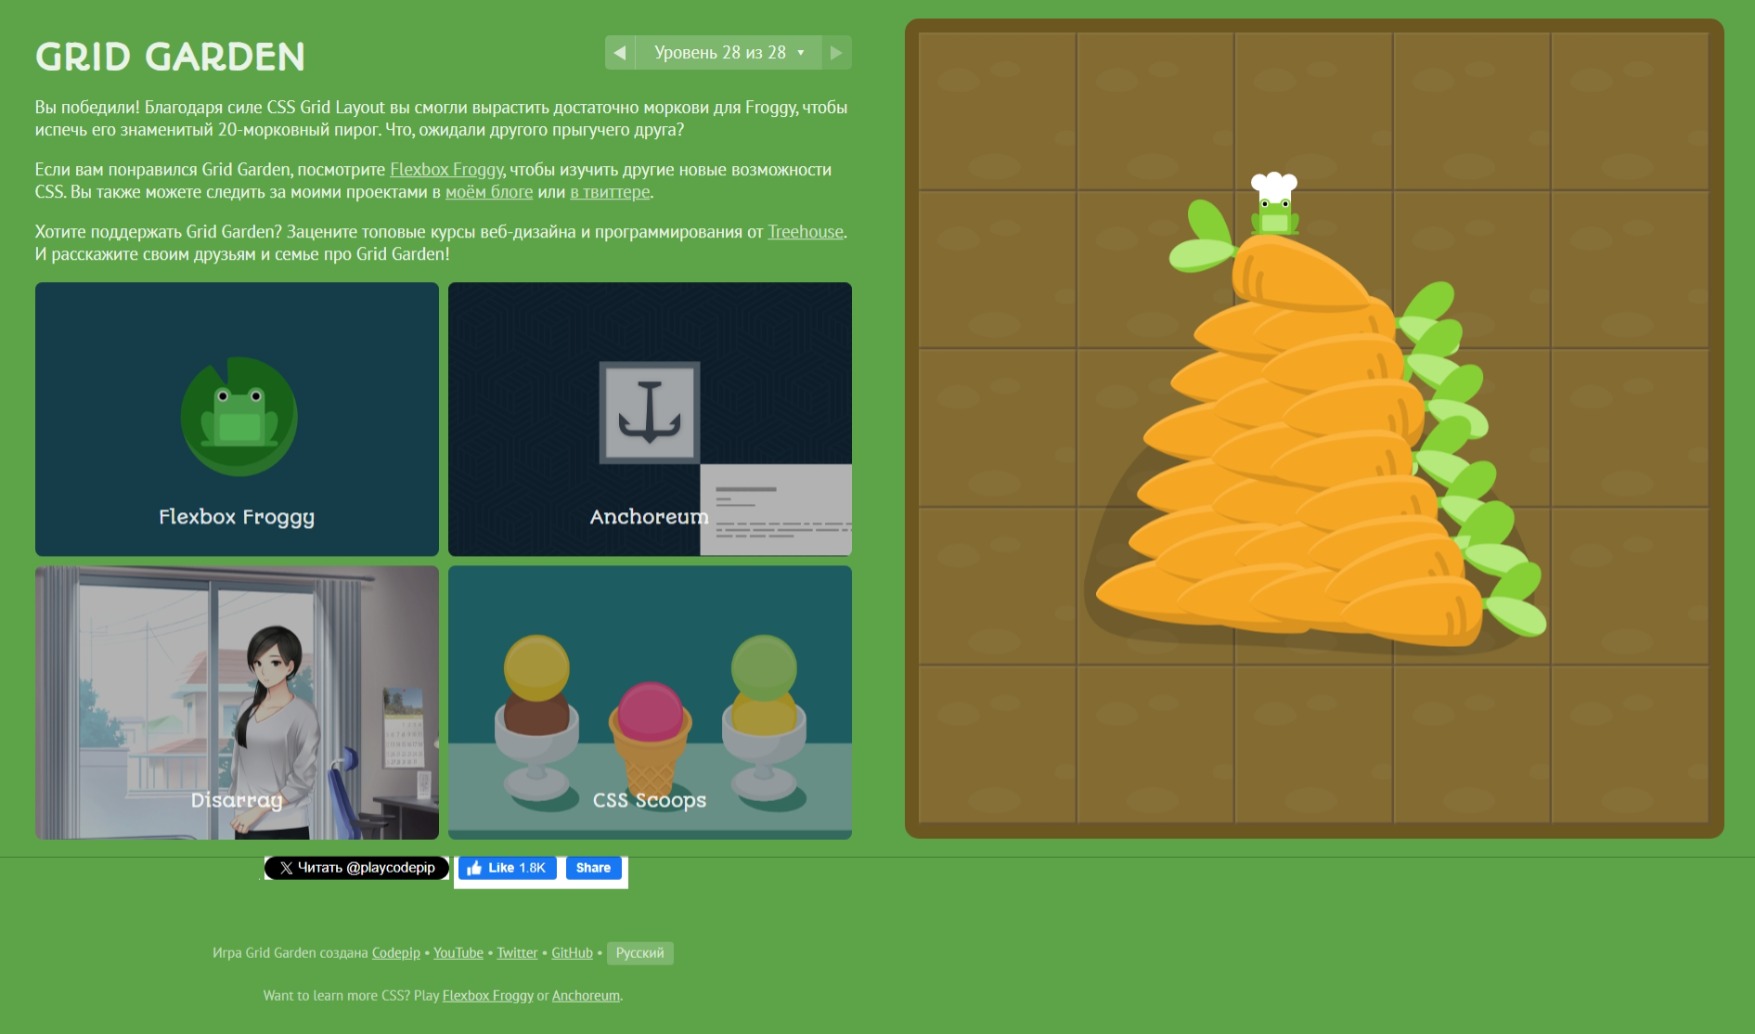 GRID GARDEN
Уровень 28 из 28
Вы победили! Благодаря силе CSS Grid Layout вы смогли вырастить достаточно моркови для Froggy, чтобы
испечь его знаменитый 20-морковный пирог. Что, ожидали другого прыгучего друга?
Если вам понравился Grid Garden, посмотрите Flexbox Froggy, чтобы изучить другие новые возможности
CSS. Вы также можете следить за моими проектами в моём блоге или в твиттере.
Хотите поддержать Grid Garden? Зацените топовые курсы веб-дизайна и программирования от Treehouse.
И расскажите своим друзьям и семье про Grid Garden!
Flexbox Froggy
Anchoreum
Disarray
CSS Scoops
Читать @playcodepip
Like 1.8K
Share
Игра Grid Garden создана Codepip • YouTube • Twitter • GitHub • Русский
Want to learn more CSS? Play Flexbox Froggy or Anchoreum.